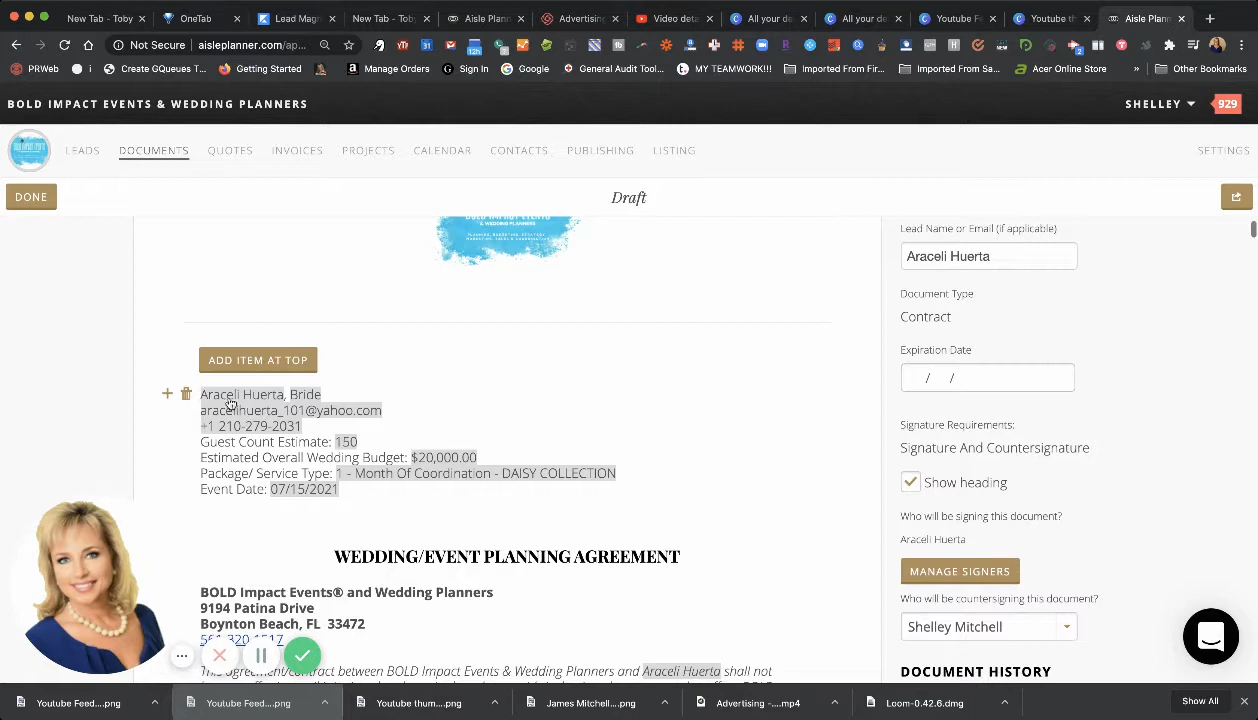 New Tab - Toby
OneTab
Lead Magn
New Tab - Toby
Aisle Plann
Advertising
Video deta
All your de
All your de
Youtube Fe
Youtube th
Aisle Plann
Not Secure | aisleplanner.com/ap...
PRWeb
i
Create GQueues T...
Getting Started
Manage Orders
Sign In
Google
General Audit Tool...
MY TEAMWORK!!!
Imported From Fir...
Imported From Sa...
Acer Online Store
»
Other Bookmarks
BOLD IMPACT EVENTS & WEDDING PLANNERS
SHELLEY
929
LEADS
DOCUMENTS
QUOTES
INVOICES
PROJECTS
CALENDAR
CONTACTS
PUBLISHING
LISTING
SETTINGS
DONE
Draft
& WEDDING PLANNERS
ADD ITEM AT TOP
Araceli Huerta, Bride
aracelihuerta_101@yahoo.com
+1 210-279-2031
Guest Count Estimate: 150
Estimated Overall Wedding Budget: $20,000.00
Package/ Service Type: 1 - Month Of Coordination - DAISY COLLECTION
Event Date: 07/15/2021
WEDDING/EVENT PLANNING AGREEMENT
BOLD Impact Events® and Wedding Planners
9194 Patina Drive
Boynton Beach, FL 33472
561-320-1517
This agreement/contract between BOLD Impact Events & Wedding Planners and Araceli Huerta shall not
Lead Name or Email (if applicable)
Araceli Huerta
Document Type
Contract
Expiration Date
/ /
Signature Requirements:
Signature And Countersignature
Show heading
Who will be signing this document?
Araceli Huerta
MANAGE SIGNERS
Who will be countersigning this document?
Shelley Mitchell
DOCUMENT HISTORY
Youtube Feed....png
Youtube Feed....png
Youtube thum....png
James Mitchell....png
Advertising -....mp4
Loom-0.42.6.dmg
Show All